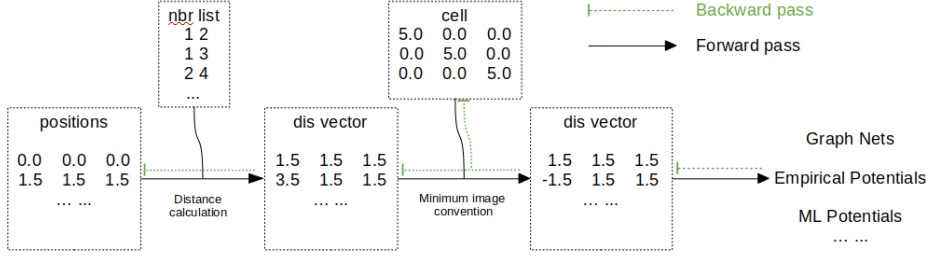 nbr list
1 2
1 3
2 4
...
cell
5.0 0.0 0.0
0.0 5.0 0.0
0.0 0.0 5.0
Backward pass
Forward pass
positions
0.0 0.0 0.0
1.5 1.5 1.5
... ...
Distance
calculation
dis vector
1.5 1.5 1.5
3.5 1.5 1.5
... ...
Minimum image
convention
dis vector
1.5 1.5 1.5
-1.5 1.5 1.5
... ...
Graph Nets
Empirical Potentials
ML Potentials
... ...